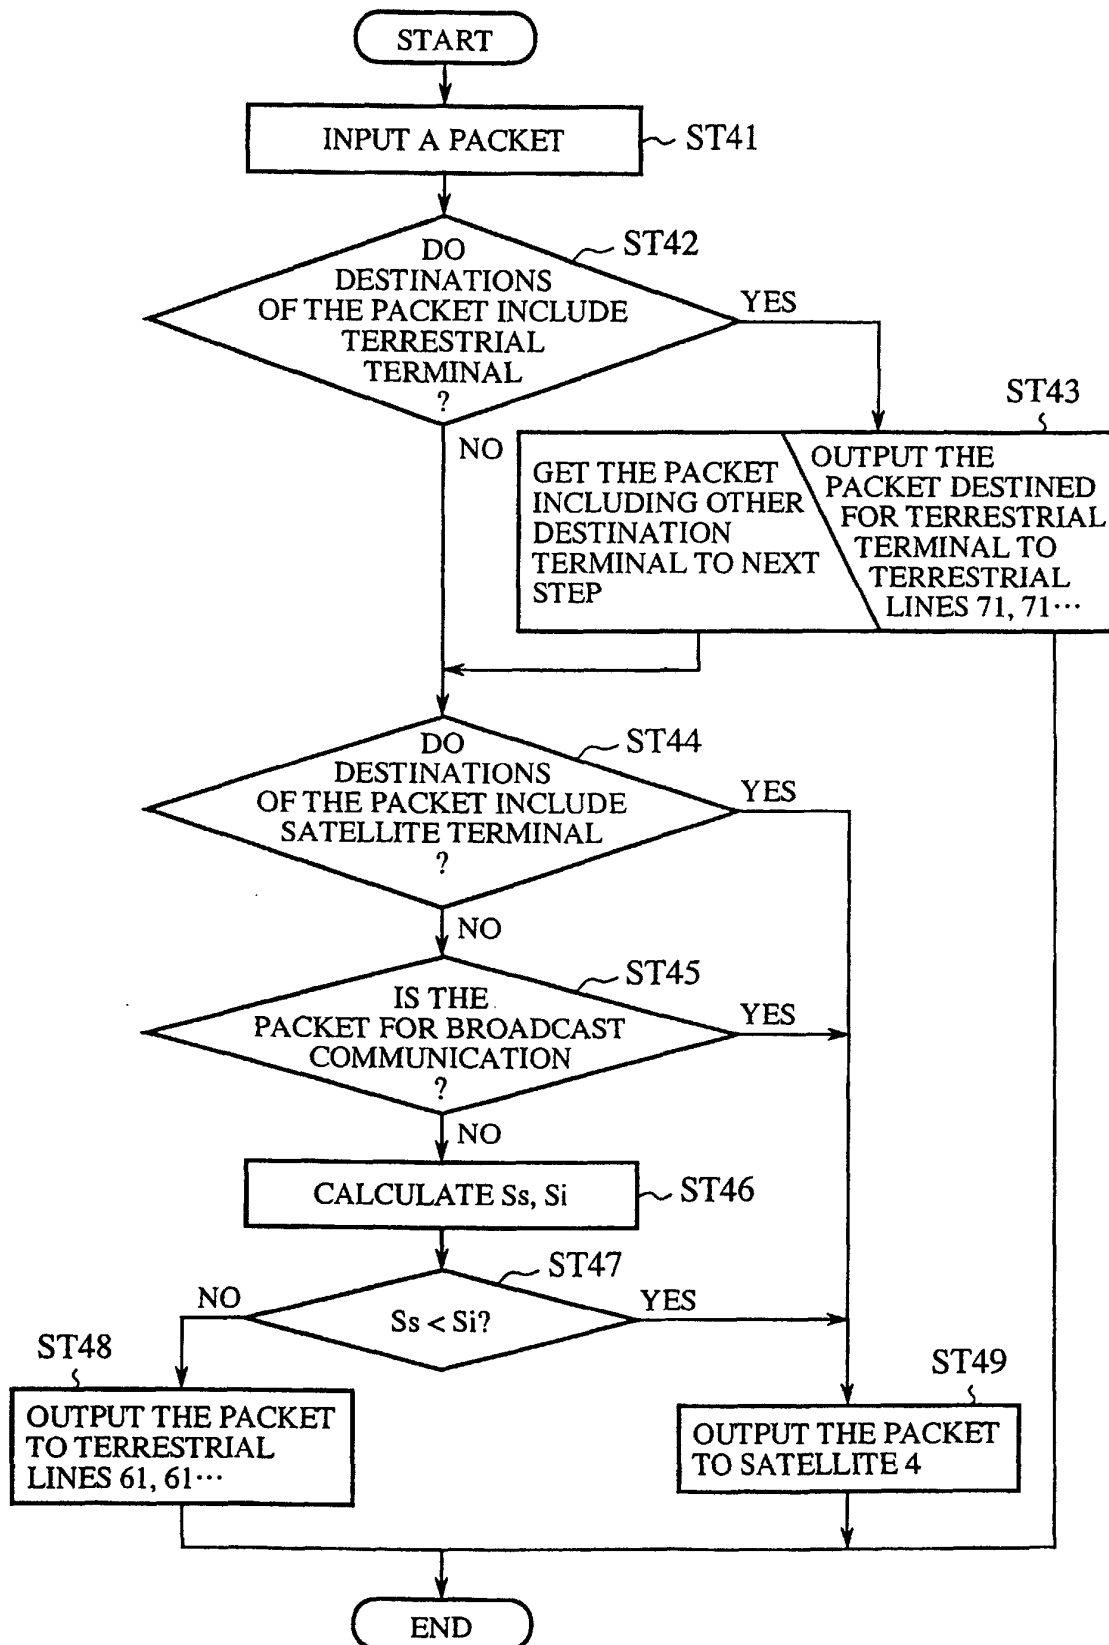 START
INPUT A PACKET
ST41
DO
DESTINATIONS
OF THE PACKET INCLUDE
TERRESTRIAL
TERMINAL
?
ST42
YES
NO
ST43
GET THE PACKET
INCLUDING OTHER
DESTINATION
TERMINAL TO NEXT
STEP
OUTPUT THE
PACKET DESTINED
FOR TERRESTRIAL
TERMINAL TO
TERRESTRIAL
LINES 71, 71···
DO
DESTINATIONS
OF THE PACKET INCLUDE
SATELLITE TERMINAL
?
ST44
YES
NO
IS THE
PACKET FOR BROADCAST
COMMUNICATION
?
ST45
YES
NO
CALCULATE Ss, Si
ST46
ST47
NO
Ss < Si?
YES
ST48
OUTPUT THE PACKET
TO TERRESTRIAL
LINES 61, 61···
ST49
OUTPUT THE PACKET
TO SATELLITE 4
END